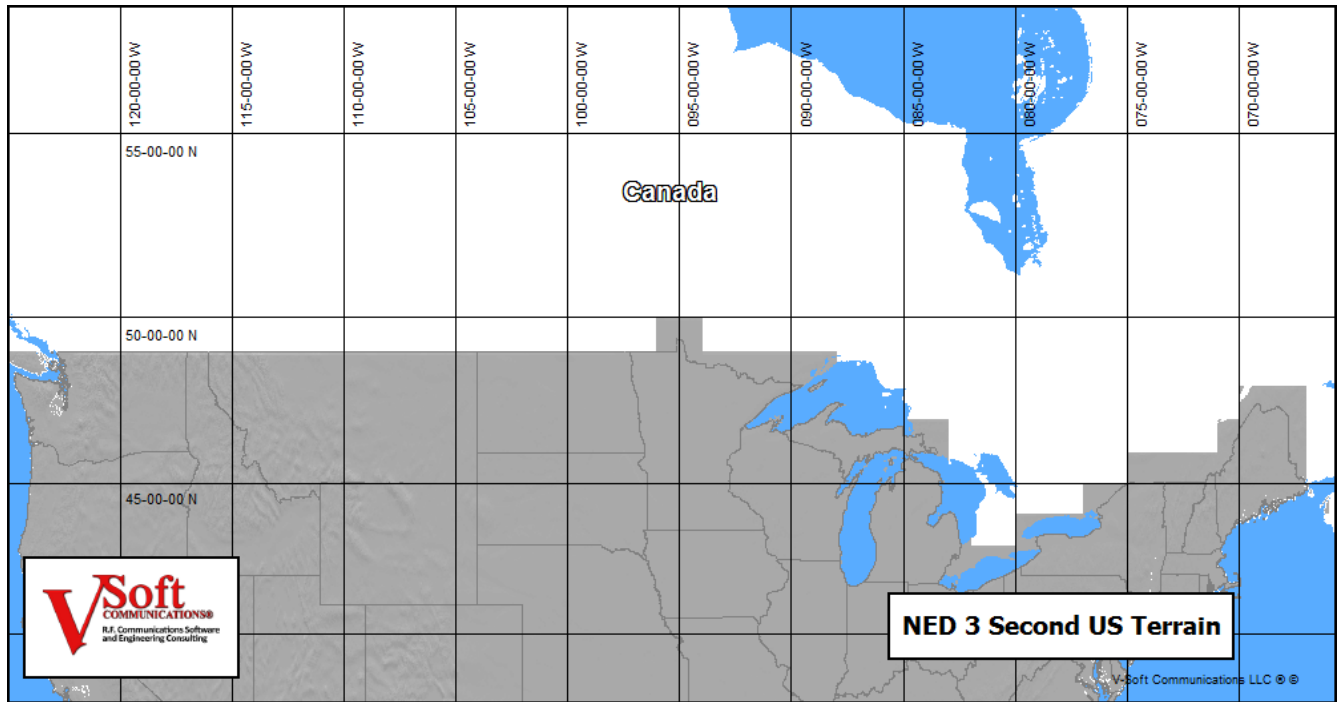 120-00-00 W
115-00-00 W
110-00-00 W
105-00-00 W
100-00-00 W
095-00-00 W
090-00-00 W
085-00-00 W
080-00-00 W
075-00-00 W
070-00-00 W
55-00-00 N
Canada
50-00-00 N
45-00-00 N
VSoft
COMMUNICATIONS®
R.F. Communications Software
and Engineering Consulting
NED 3 Second US Terrain
V-Soft Communications LLC ® ©